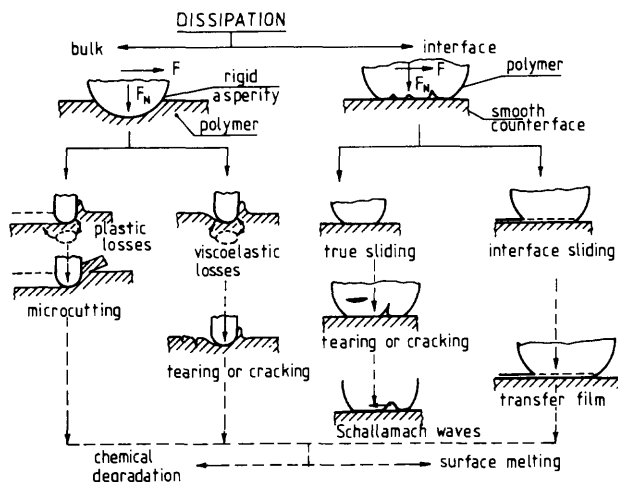 DISSIPATION
bulk
interface
F
F_N
rigid
asperity
polymer
F
F_N
polymer
smooth
counterface
plastic
losses
viscoelastic
losses
true sliding
interface sliding
microcutting
tearing or cracking
tearing or cracking
transfer film
Schallamach waves
chemical
degradation
surface melting